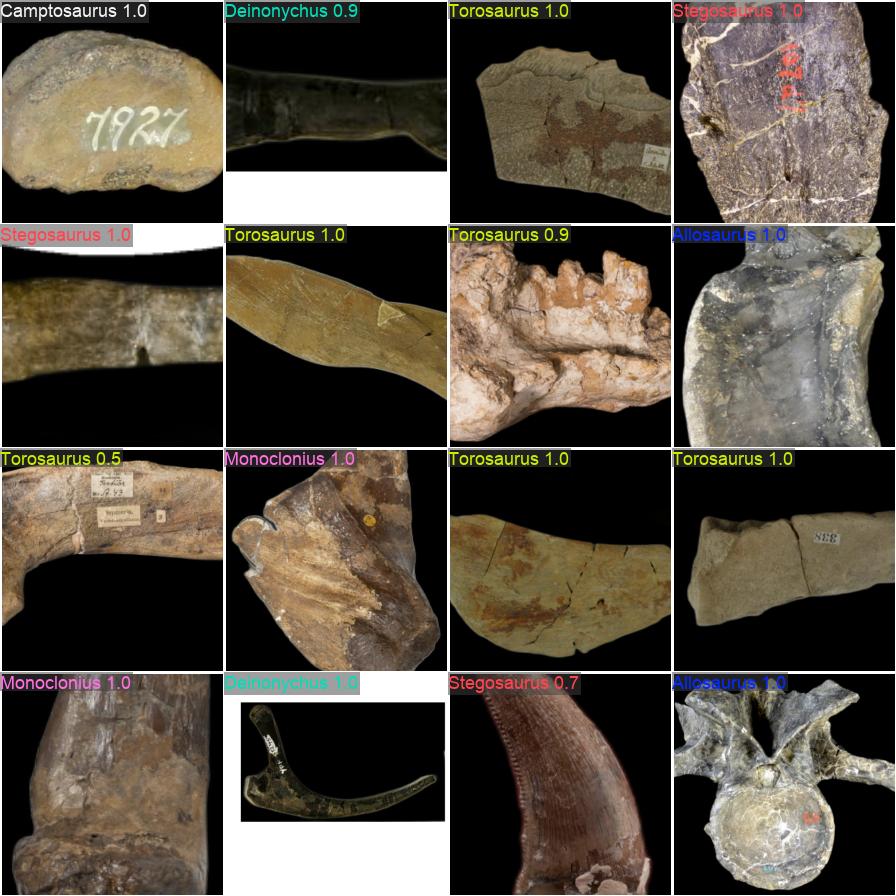 Camptosaurus 1.0
Deinonychus 0.9
Torosaurus 1.0
Stegosaurus 1.0
7927
Stegosaurus 1.0
Torosaurus 1.0
Torosaurus 0.9
Allosaurus 1.0
Torosaurus 0.5
Monoclonius 1.0
Torosaurus 1.0
Torosaurus 1.0
338
Monoclonius 1.0
Deinonychus 1.0
Stegosaurus 0.7
Allosaurus 1.0